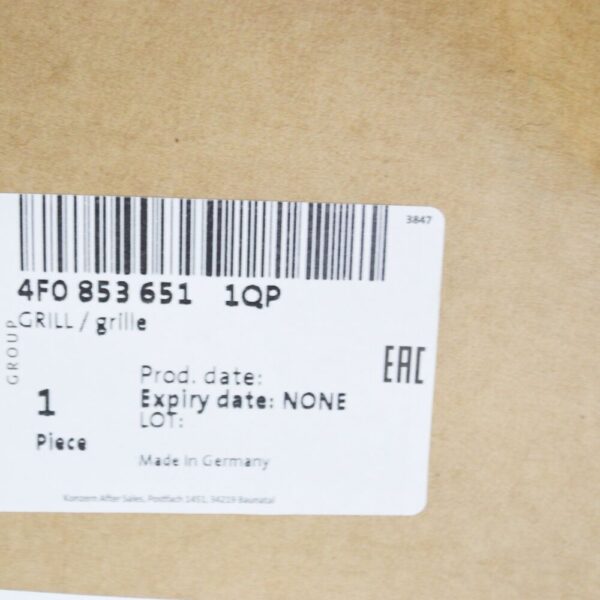 3847
4F0 853 651 1QP
GRILL / grille
GROUP
EAC
1
Piece
Prod. date:
Expiry date: NONE
LOT:
Made in Germany
Konzern After Sales, Postfach 1451, 34219 Baunatal